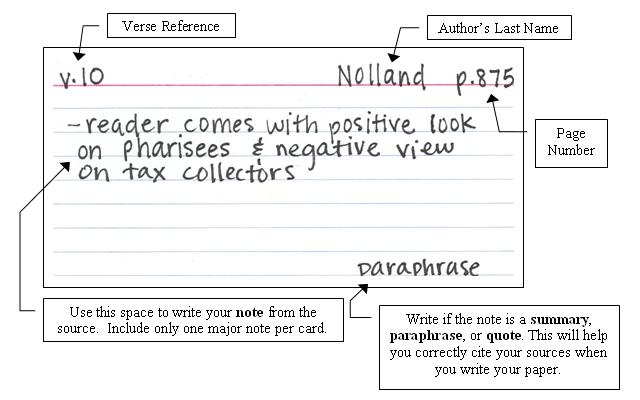 Verse Reference
Author's Last Name
v.10 Nolland p.875
-reader comes with positive look
on pharisees & negative view
on tax collectors
Page
Number
paraphrase
Use this space to write your note from the
source. Include only one major note per card.
Write if the note is a summary,
paraphrase, or quote. This will help
you correctly cite your sources when
you write your paper.